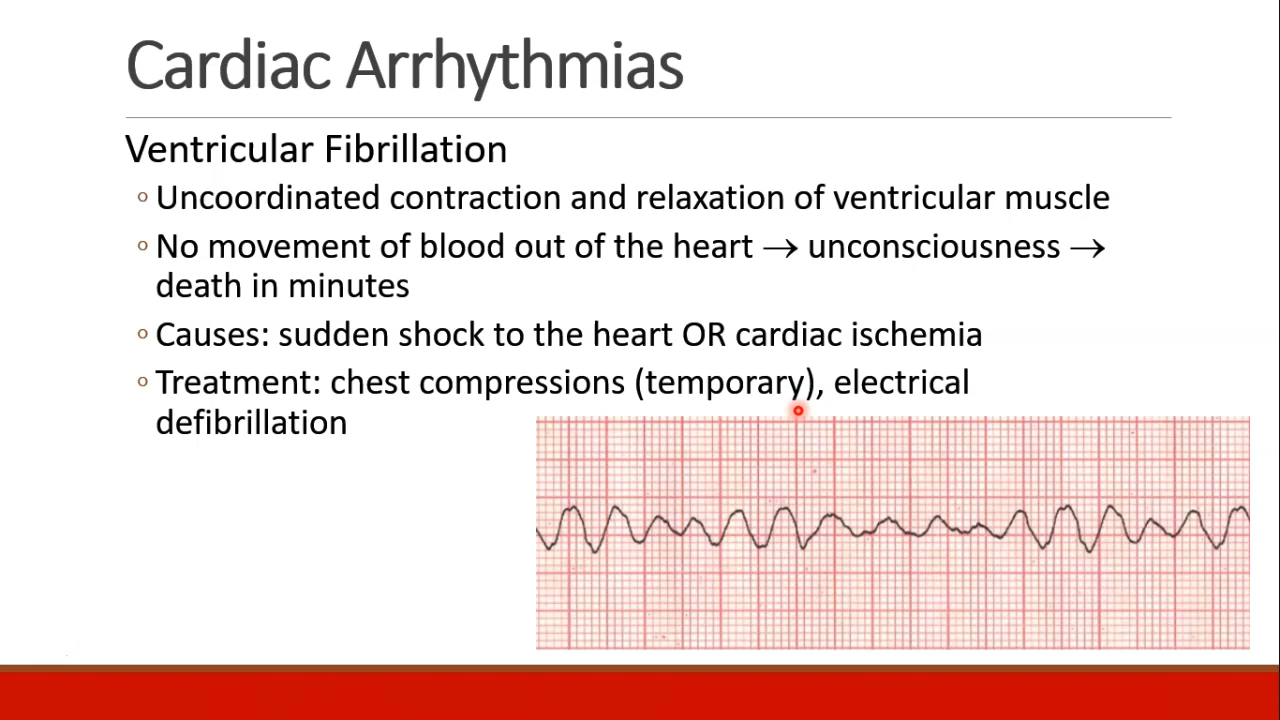 Cardiac Arrhythmias
Ventricular Fibrillation
◦ Uncoordinated contraction and relaxation of ventricular muscle
◦ No movement of blood out of the heart → unconsciousness →
death in minutes
◦ Causes: sudden shock to the heart OR cardiac ischemia
◦ Treatment: chest compressions (temporary), electrical
defibrillation